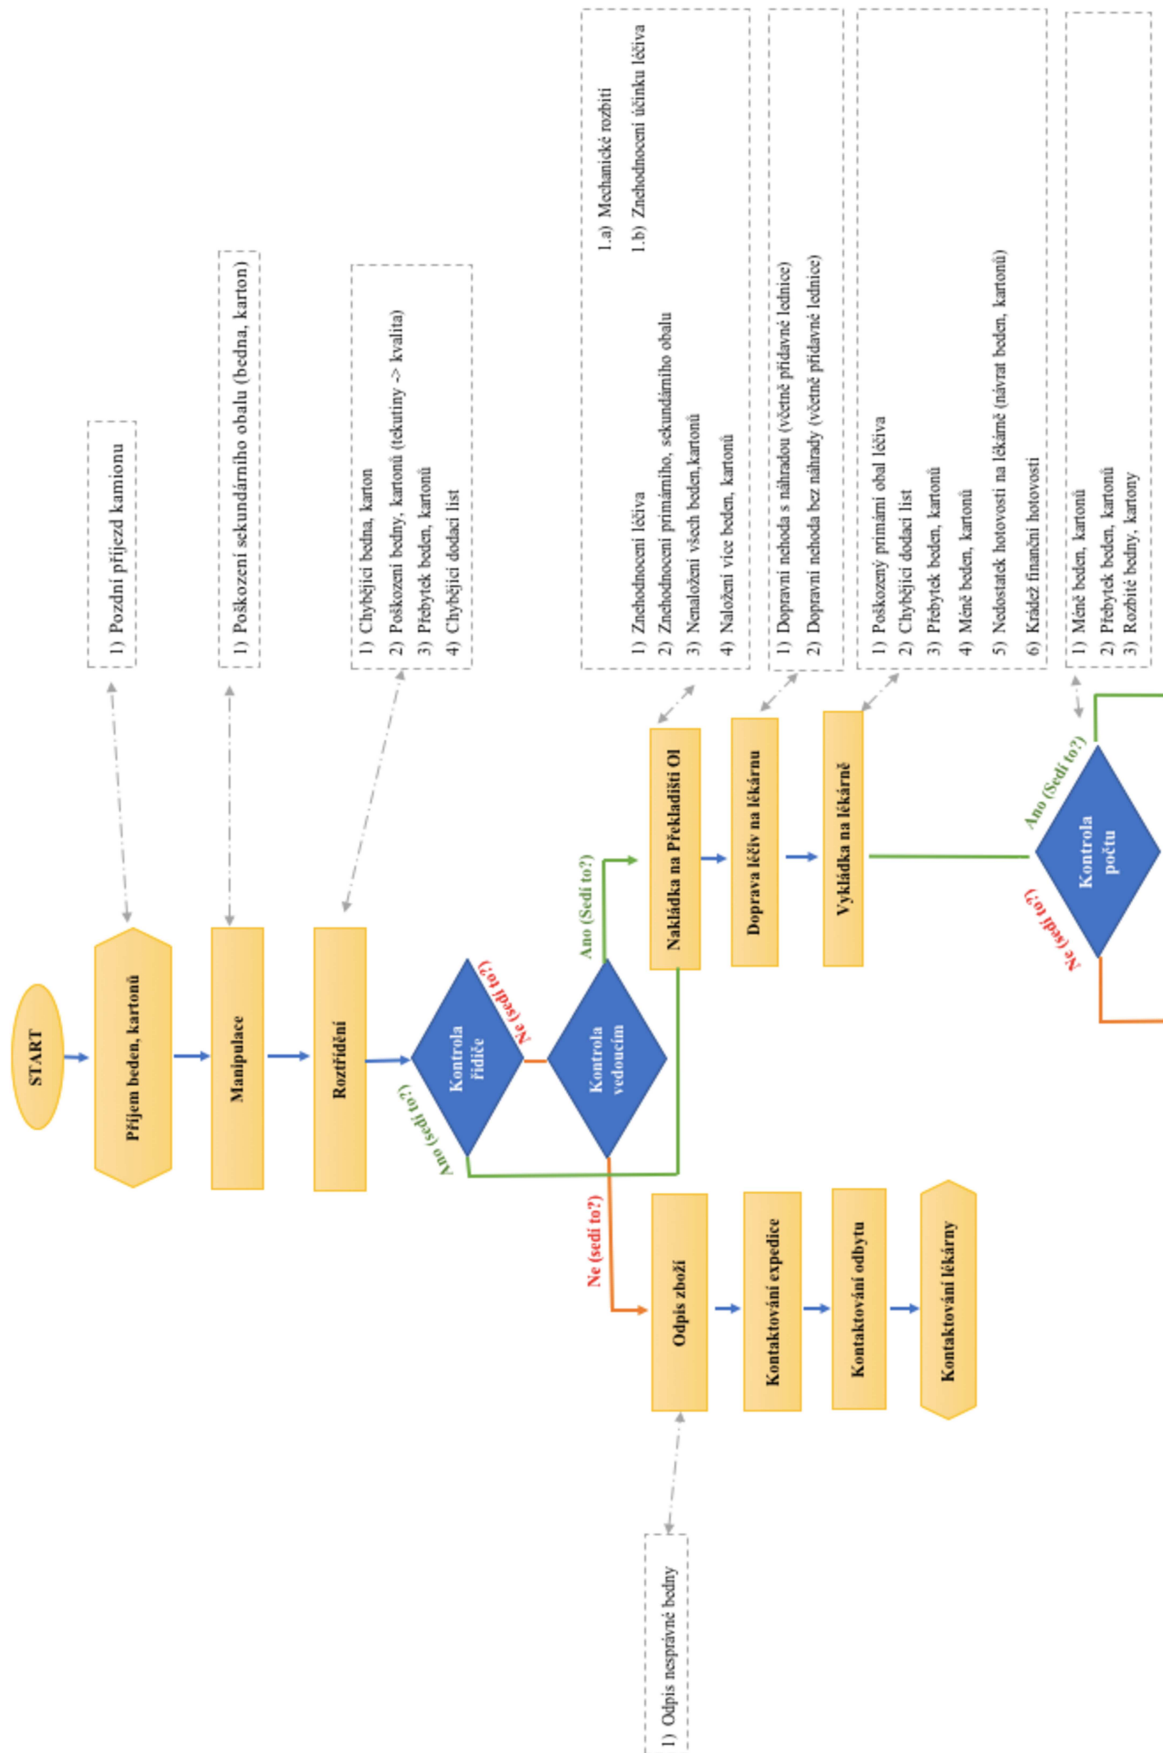 START
Příjem beden, kartonů
1) Pozdní příjezd kamionu
Manipulace
1) Poškození sekundárního obalu (bedna, karton)
Roztřídění
1) Chybějící bedna, karton
2) Poškození bedny, kartonů (tekutiny -> kvalita)
3) Přebytek beden, kartonů
4) Chybějící dodací list
Kontrola
řidiče
Ano (sedí to?)
Ne (sedí to?)
Kontrola
vedoucím
Ano (Sedí to?)
Ne (sedí to?)
Odpis zboží
1) Odpis nesprávné bedny
Kontaktování expedice
Kontaktování odbytu
Kontaktování lékárny
Nakládka na Překladišti Ol
1) Znehodnocení léčiva
1.a) Mechanické rozbití
1.b) Znehodnocení účinku léčiva
2) Znehodnocení primárního, sekundárního obalu
3) Nenaložení všech beden,kartonů
4) Naložení více beden, kartonů
Doprava léčiv na lékárnu
1) Dopravní nehoda s náhradou (včetně přídavné lednice)
2) Dopravní nehoda bez náhrady (včetně přídavné lednice)
Vykládka na lékárně
1) Poškozený primární obal léčiva
2) Chybějící dodací list
3) Přebytek beden, kartonů
4) Méně beden, kartonů
5) Nedostatek hotovosti na lékárně (návrat beden, kartonů)
6) Krádež finanční hotovosti
Kontrola
počtu
Ne (sedí to?)
Ano (Sedí to?)
1) Méně beden, kartonů
2) Přebytek beden, kartonů
3) Rozbité bedny, kartony